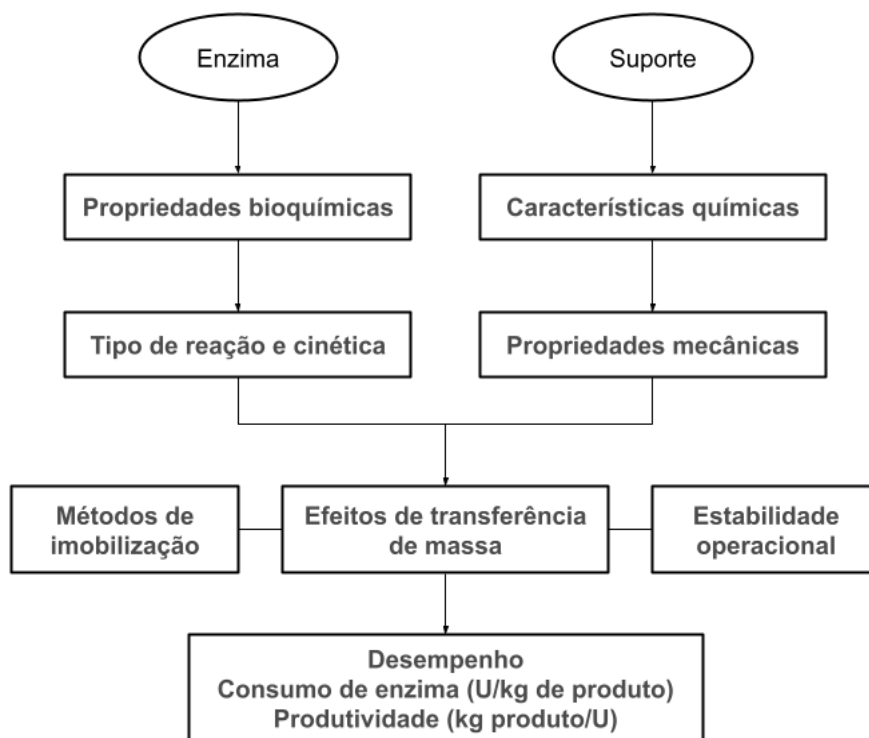 Enzima
Suporte
Propriedades bioquímicas
Características químicas
Tipo de reação e cinética
Propriedades mecânicas
Métodos de
imobilização
Efeitos de transferência
de massa
Estabilidade
operacional
Desempenho
Consumo de enzima (U/kg de produto)
Produtividade (kg produto/U)